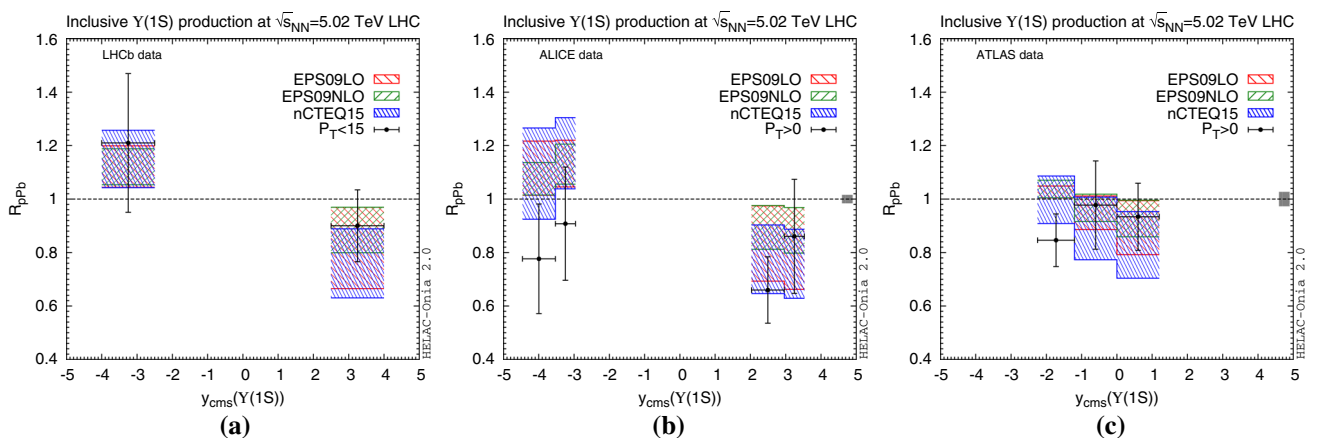 Inclusive ϒ(1S) production at √sNN=5.02 TeV LHC
LHCb data
EPS09LO
EPS09NLO
nCTEQ15
PT<15
RpPb
1.6
1.4
1.2
1
0.8
0.6
0.4
-5 -4 -3 -2 -1 0 1 2 3 4 5
ycms(ϒ(1S))
HELAC-Onia 2.0
(a)
Inclusive ϒ(1S) production at √sNN=5.02 TeV LHC
ALICE data
EPS09LO
EPS09NLO
nCTEQ15
PT>0
RpPb
1.6
1.4
1.2
1
0.8
0.6
0.4
-5 -4 -3 -2 -1 0 1 2 3 4 5
ycms(ϒ(1S))
HELAC-Onia 2.0
(b)
Inclusive ϒ(1S) production at √sNN=5.02 TeV LHC
ATLAS data
EPS09LO
EPS09NLO
nCTEQ15
PT>0
RpPb
1.6
1.4
1.2
1
0.8
0.6
0.4
-5 -4 -3 -2 -1 0 1 2 3 4 5
ycms(ϒ(1S))
HELAC-Onia 2.0
(c)